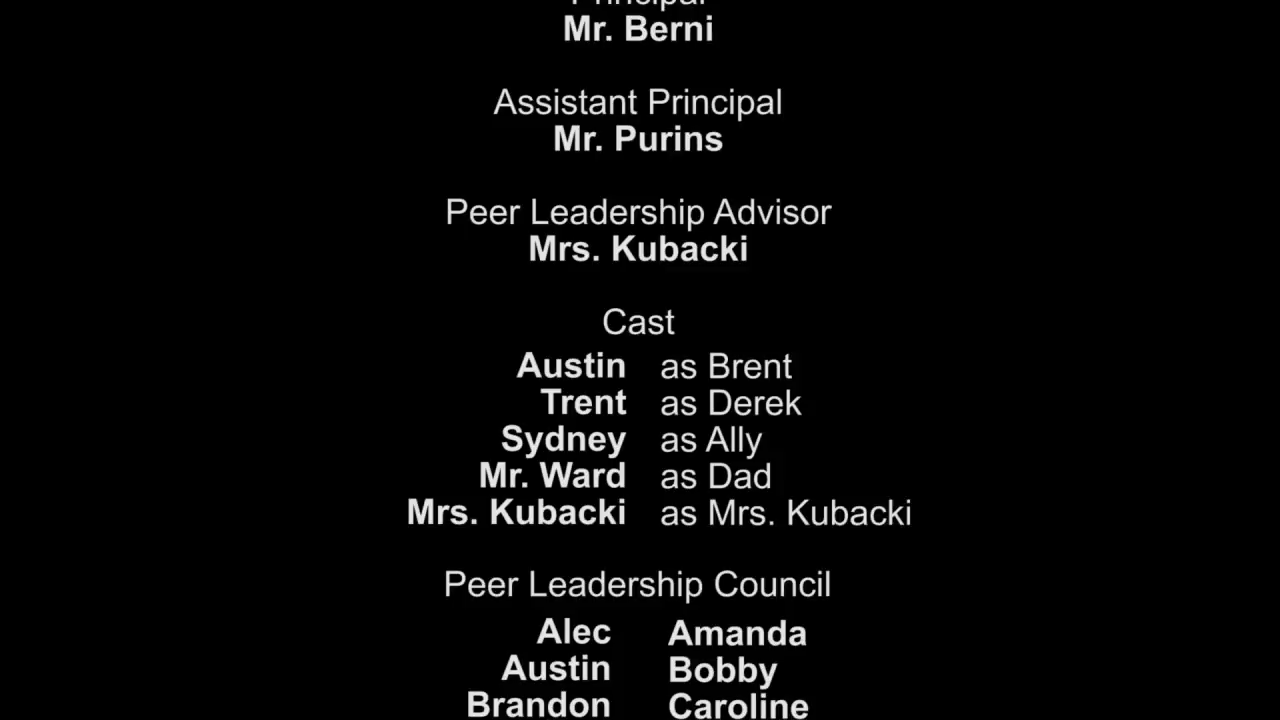 Principal
Mr. Berni
Assistant Principal
Mr. Purins
Peer Leadership Advisor
Mrs. Kubacki
Cast
Austin as Brent
Trent as Derek
Sydney as Ally
Mr. Ward as Dad
Mrs. Kubacki as Mrs. Kubacki
Peer Leadership Council
Alec Amanda
Austin Bobby
Brandon Caroline